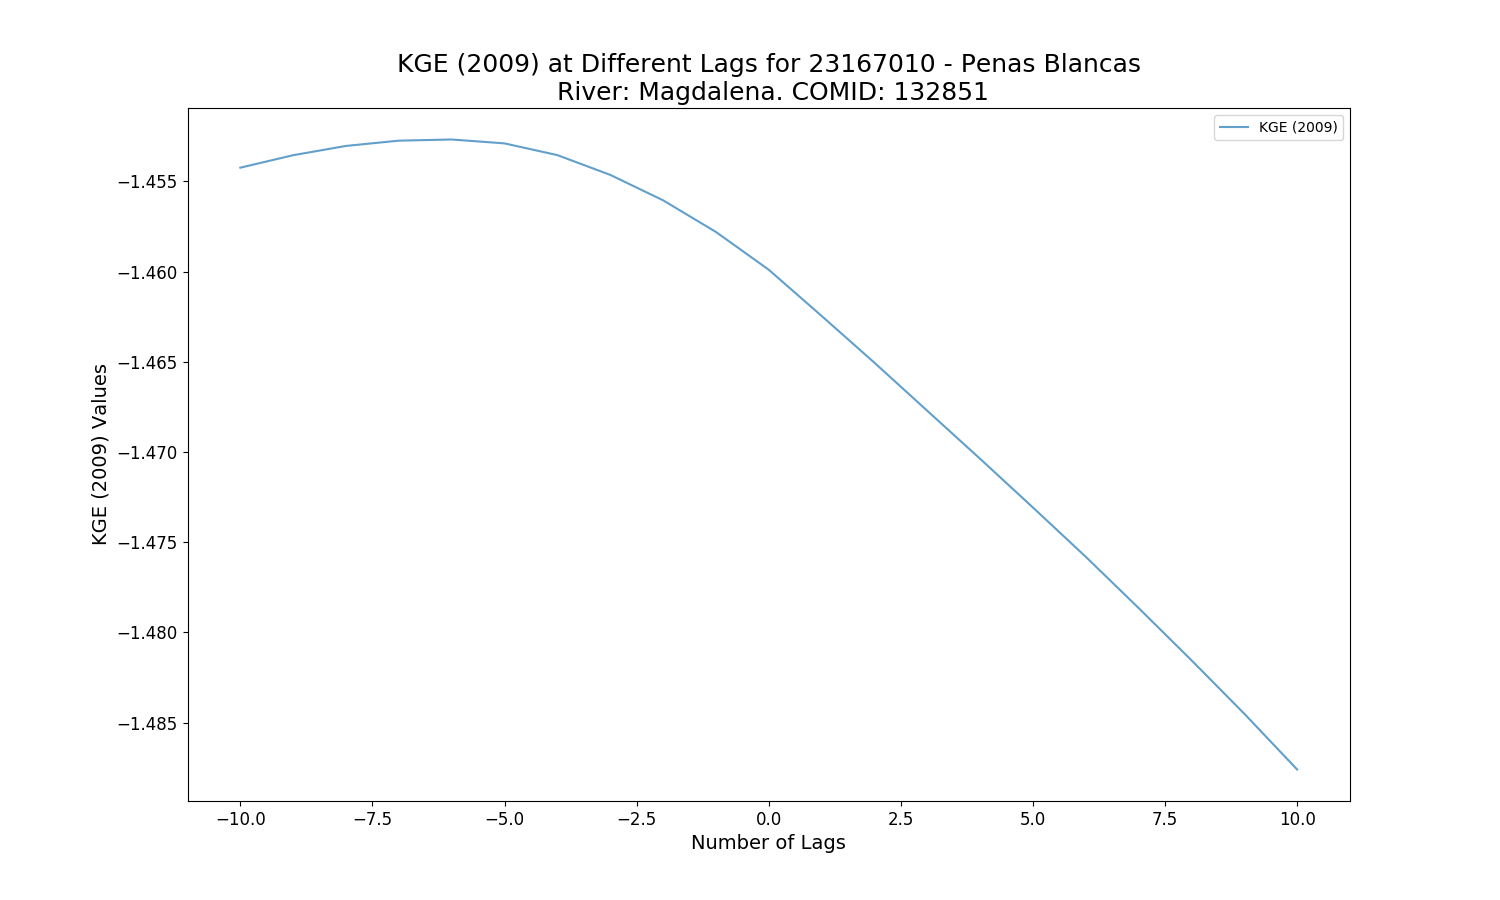 KGE (2009) at Different Lags for 23167010 - Penas Blancas
River: Magdalena. COMID: 132851
KGE (2009)
−1.455
−1.460
−1.465
−1.470
−1.475
−1.480
−1.485
KGE (2009) Values
−10.0 −7.5 −5.0 −2.5 0.0 2.5 5.0 7.5 10.0
Number of Lags